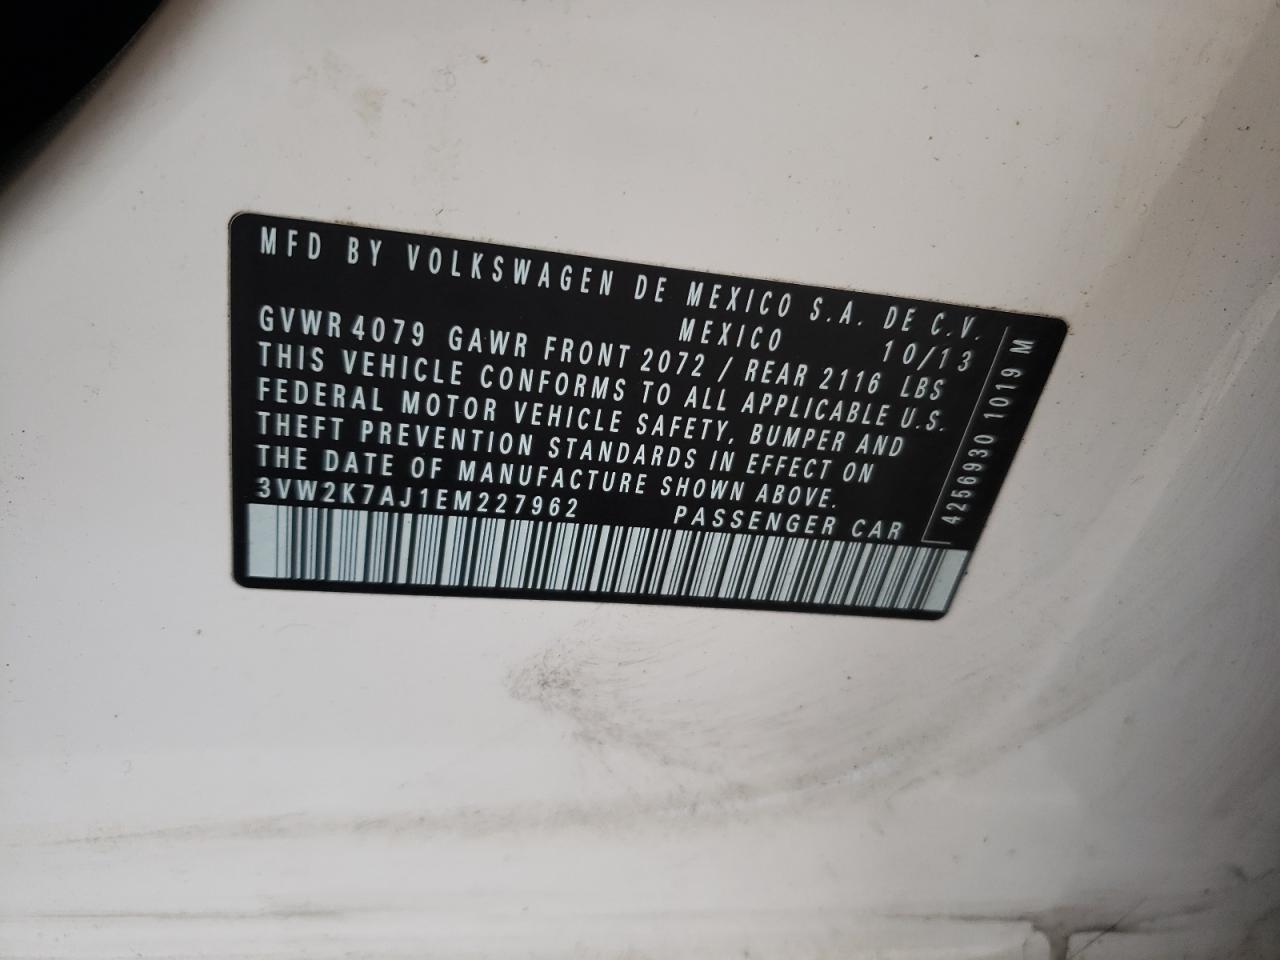 MFD BY VOLKSWAGEN DE MEXICO S.A. DE C.V.
MEXICO 10/13
GVWR 4079 GAWR FRONT 2072 / REAR 2116 LBS
THIS VEHICLE CONFORMS TO ALL APPLICABLE U.S.
FEDERAL MOTOR VEHICLE SAFETY, BUMPER AND
THEFT PREVENTION STANDARDS IN EFFECT ON
THE DATE OF MANUFACTURE SHOWN ABOVE.
3VW2K7AJ1EM227962 PASSENGER CAR
4256930 1019 M